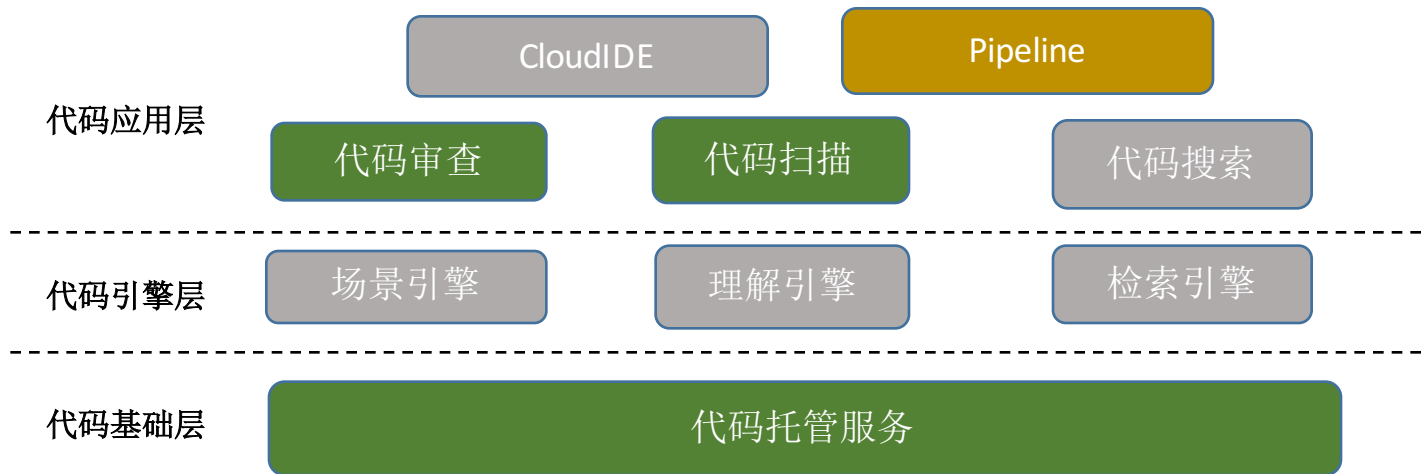 CloudIDE
Pipeline
代码应用层
代码审查
代码扫描
代码搜索
代码引擎层
场景引擎
理解引擎
检索引擎
代码基础层
代码托管服务